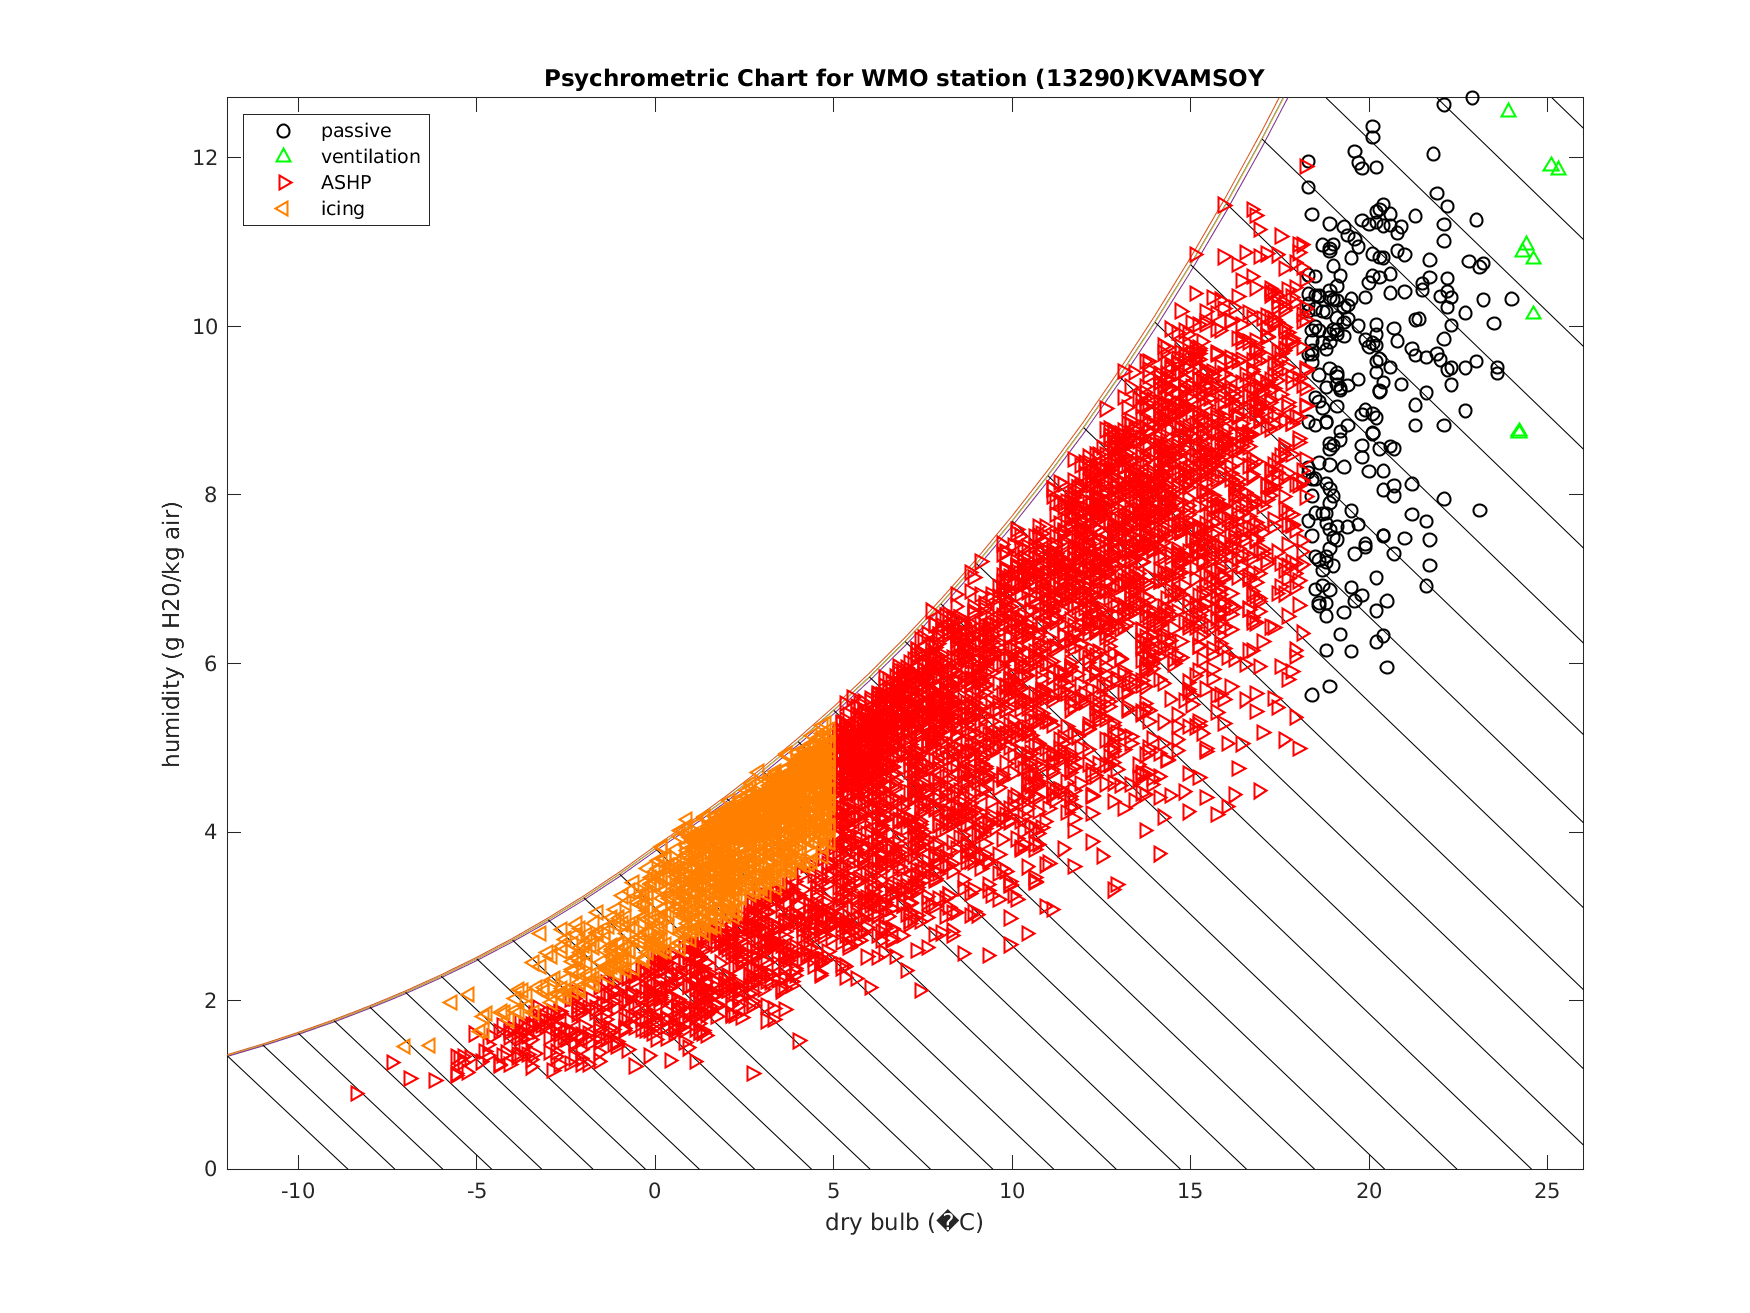 Psychrometric Chart for WMO station (13290)KVAMSOY
passive
ventilation
ASHP
icing
humidity (g H20/kg air)
12
10
8
6
4
2
0
-10 -5 0 5 10 15 20 25
dry bulb (�C)